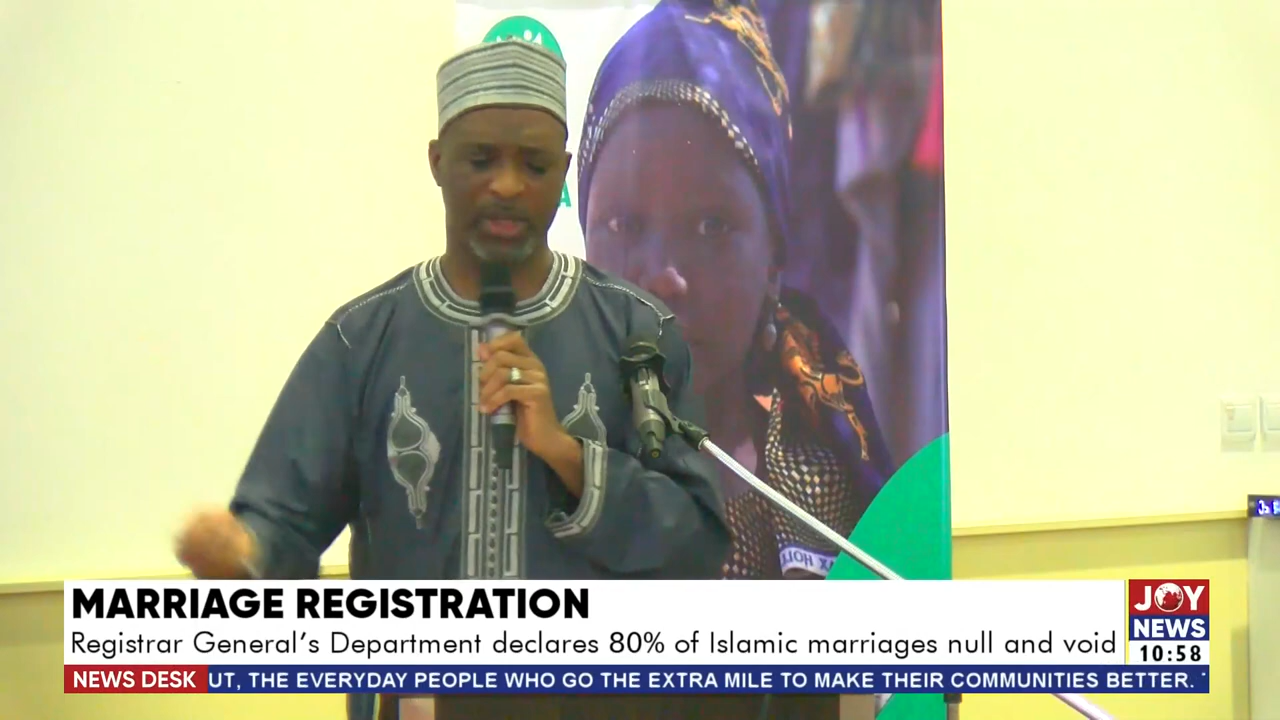 MARRIAGE REGISTRATION
Registrar General's Department declares 80% of Islamic marriages null and void
JOY
NEWS
10:58
NEWS DESK
UT, THE EVERYDAY PEOPLE WHO GO THE EXTRA MILE TO MAKE THEIR COMMUNITIES BETTER.